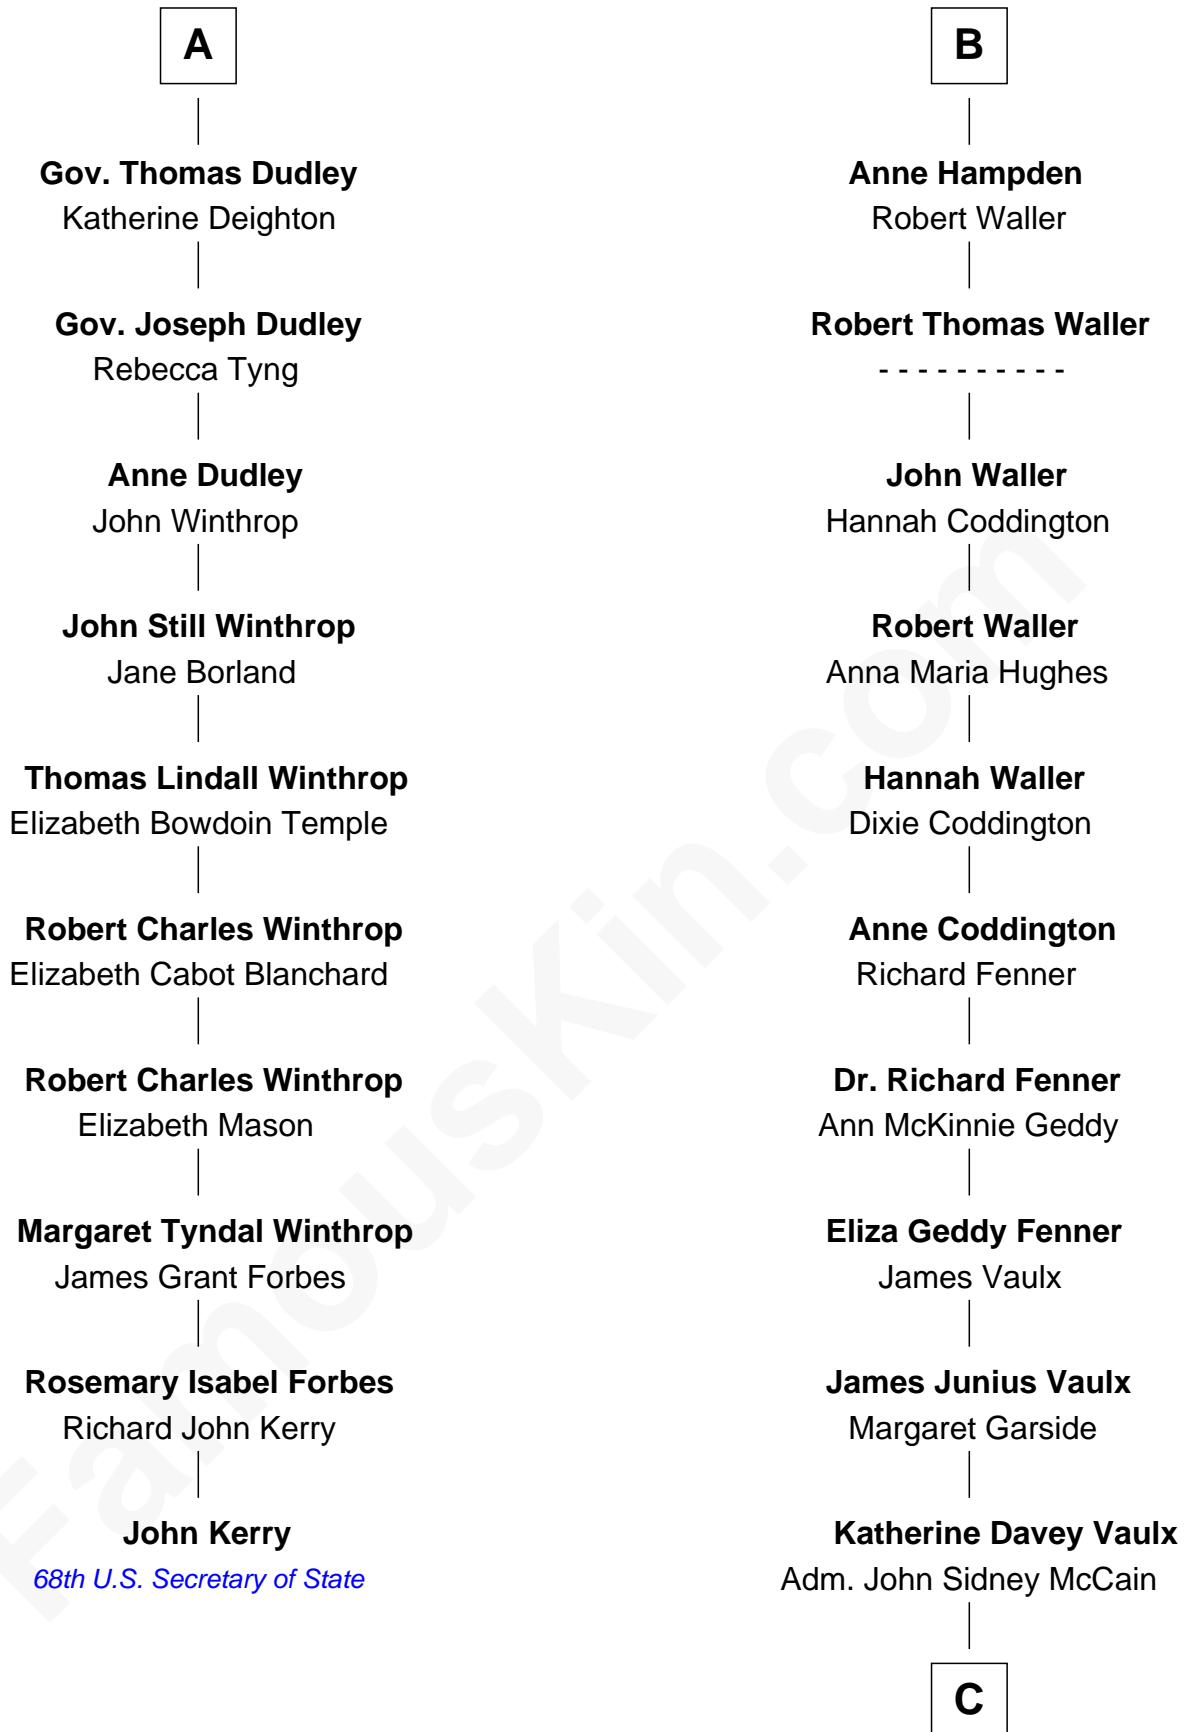 A
Gov. Thomas Dudley
Katherine Deighton
Gov. Joseph Dudley
Rebecca Tyng
Anne Dudley
John Winthrop
John Still Winthrop
Jane Borland
Thomas Lindall Winthrop
Elizabeth Bowdoin Temple
Robert Charles Winthrop
Elizabeth Cabot Blanchard
Robert Charles Winthrop
Elizabeth Mason
Margaret Tyndal Winthrop
James Grant Forbes
Rosemary Isabel Forbes
Richard John Kerry
John Kerry
68th U.S. Secretary of State
B
Anne Hampden
Robert Waller
Robert Thomas Waller
- - - - - - - - - -
John Waller
Hannah Coddington
Robert Waller
Anna Maria Hughes
Hannah Waller
Dixie Coddington
Anne Coddington
Richard Fenner
Dr. Richard Fenner
Ann McKinnie Geddy
Eliza Geddy Fenner
James Vaulx
James Junius Vaulx
Margaret Garside
Katherine Davey Vaulx
Adm. John Sidney McCain
C
FamousKin.com